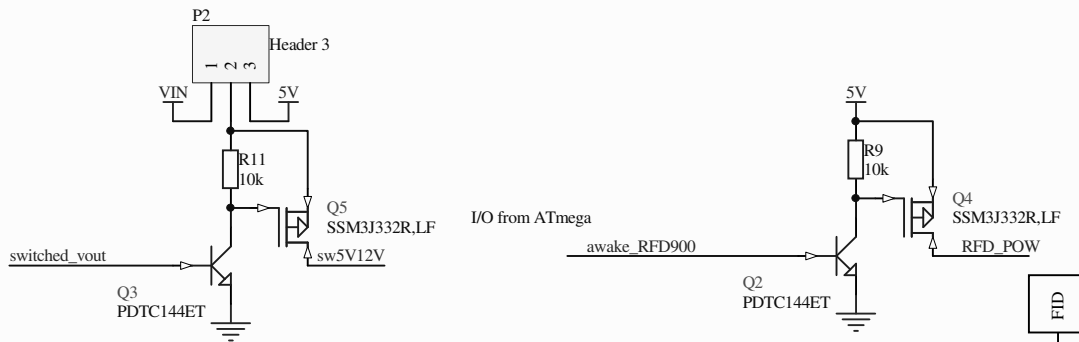 P2
Header 3
1 2 3
VIN
5V
R11
10k
Q5
SSM3J332R,LF
switched_vout
sw5V12V
Q3
PDTC144ET
5V
R9
10k
Q4
SSM3J332R,LF
I/O from ATmega
awake_RFD900
RFD_POW
Q2
PDTC144ET
FID